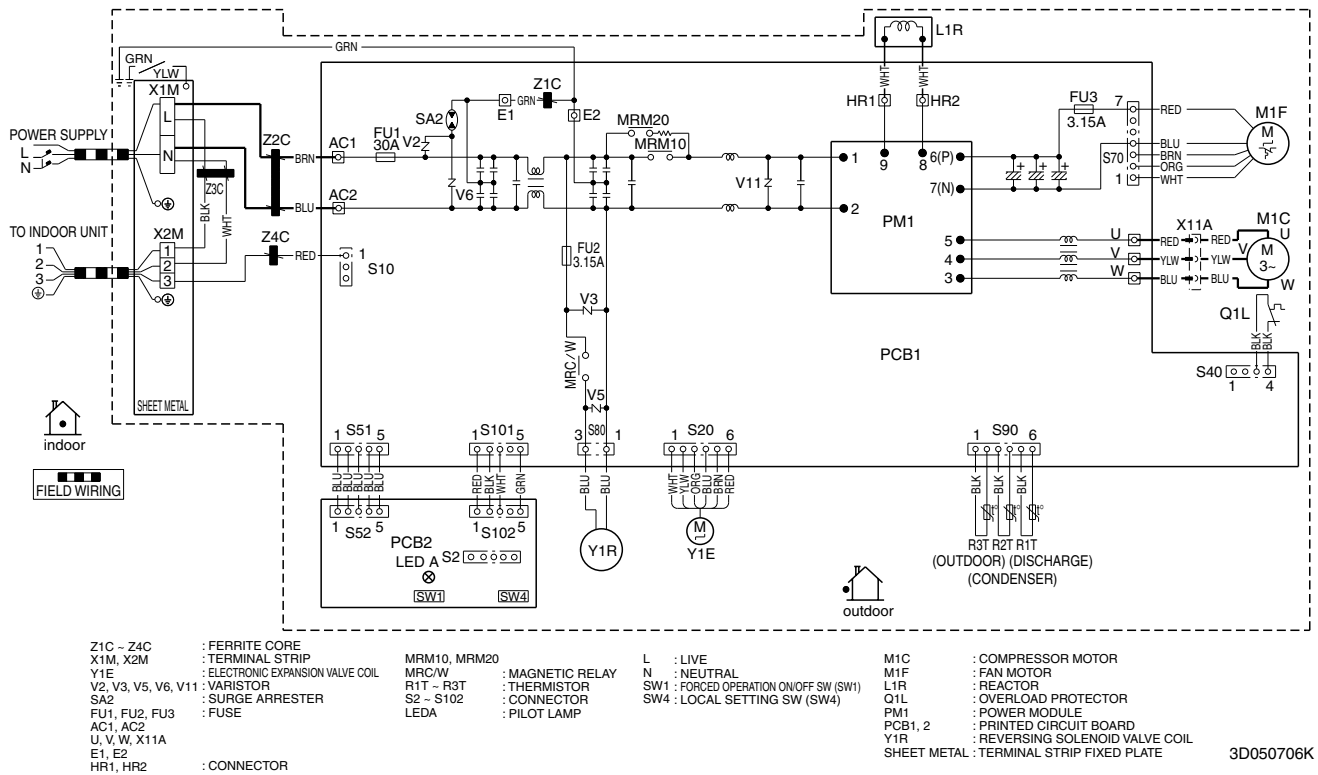 L1R
GRN
GRN
YLW
X1M
WHT
WHT
Z1C
GRN
E1
E2
SA2
HR1
HR2
FU3
3.15A
7
RED
M1F
MRM20
MRM10
POWER SUPPLY
L
N
L
N
Z2C
BRN
AC1
FU1
30A
V2
BLU
BRN
S70
ORG
1
WHT
M
1
9
8
6(P)
7(N)
V11
V6
Z3C
BLK
WHT
BLU
AC2
2
PM1
TO INDOOR UNIT
X2M
Z4C
RED
1
S10
1
2
3
1
2
3
FU2
3.15A
5
4
3
U
V
W
RED
YLW
BLU
X11A
RED
YLW
BLU
M1C
U
V
W
M
3~
V3
MRC/W
V5
PCB1
Q1L
BLK
BLK
S40
1
4
SHEET METAL
indoor
FIELD WIRING
1 S51 5
1 S101 5
3 S80 1
1 S20 6
1 S90 6
BLU
BLU
BLU
BLU
BLU
RED
BLK
WHT
GRN
BLU
BLU
WHT
YLW
ORG
BLU
BRN
RED
BLK
BLK
BLK
1 S52 5
1 S102 5
PCB2
LED A
S2
SW1
SW4
Y1R
M
Y1E
t°
t°
t°
R3T R2T R1T
(OUTDOOR) (DISCHARGE)
(CONDENSER)
outdoor
Z1C ~ Z4C : FERRITE CORE
X1M, X2M : TERMINAL STRIP
Y1E : ELECTRONIC EXPANSION VALVE COIL
V2, V3, V5, V6, V11 : VARISTOR
SA2 : SURGE ARRESTER
FU1, FU2, FU3 : FUSE
AC1, AC2
U, V, W, X11A
E1, E2
HR1, HR2 : CONNECTOR
MRM10, MRM20
MRC/W : MAGNETIC RELAY
R1T ~ R3T : THERMISTOR
S2 ~ S102 : CONNECTOR
LEDA : PILOT LAMP
L : LIVE
N : NEUTRAL
SW1 : FORCED OPERATION ON/OFF SW (SW1)
SW4 : LOCAL SETTING SW (SW4)
M1C : COMPRESSOR MOTOR
M1F : FAN MOTOR
L1R : REACTOR
Q1L : OVERLOAD PROTECTOR
PM1 : POWER MODULE
PCB1, 2 : PRINTED CIRCUIT BOARD
Y1R : REVERSING SOLENOID VALVE COIL
SHEET METAL : TERMINAL STRIP FIXED PLATE
3D050706K